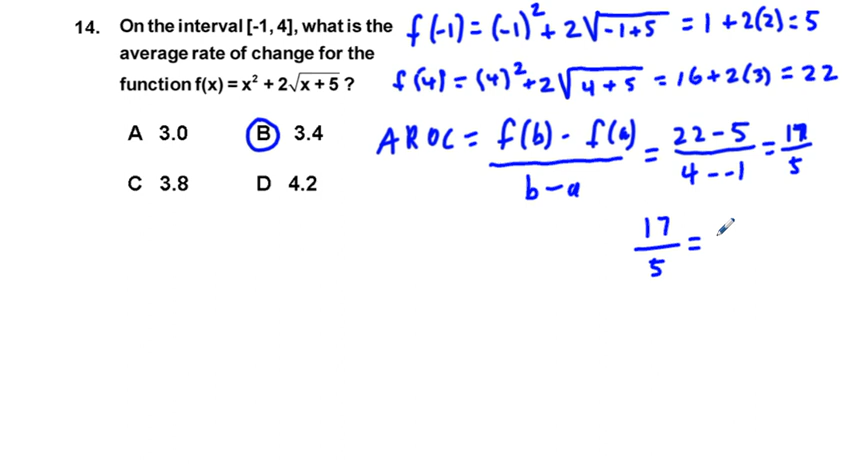 14. On the interval [-1, 4], what is the
average rate of change for the
function f(x) = x² + 2√(x + 5) ?
A 3.0 B 3.4
C 3.8 D 4.2
f(-1) = (-1)² + 2√(-1+5) = 1 + 2(2) = 5
f(4) = (4)² + 2√(4+5) = 16 + 2(3) = 22
AROC = (f(b) - f(a))/(b - a) = (22 - 5)/(4 - -1) = 17/5
17/5 =